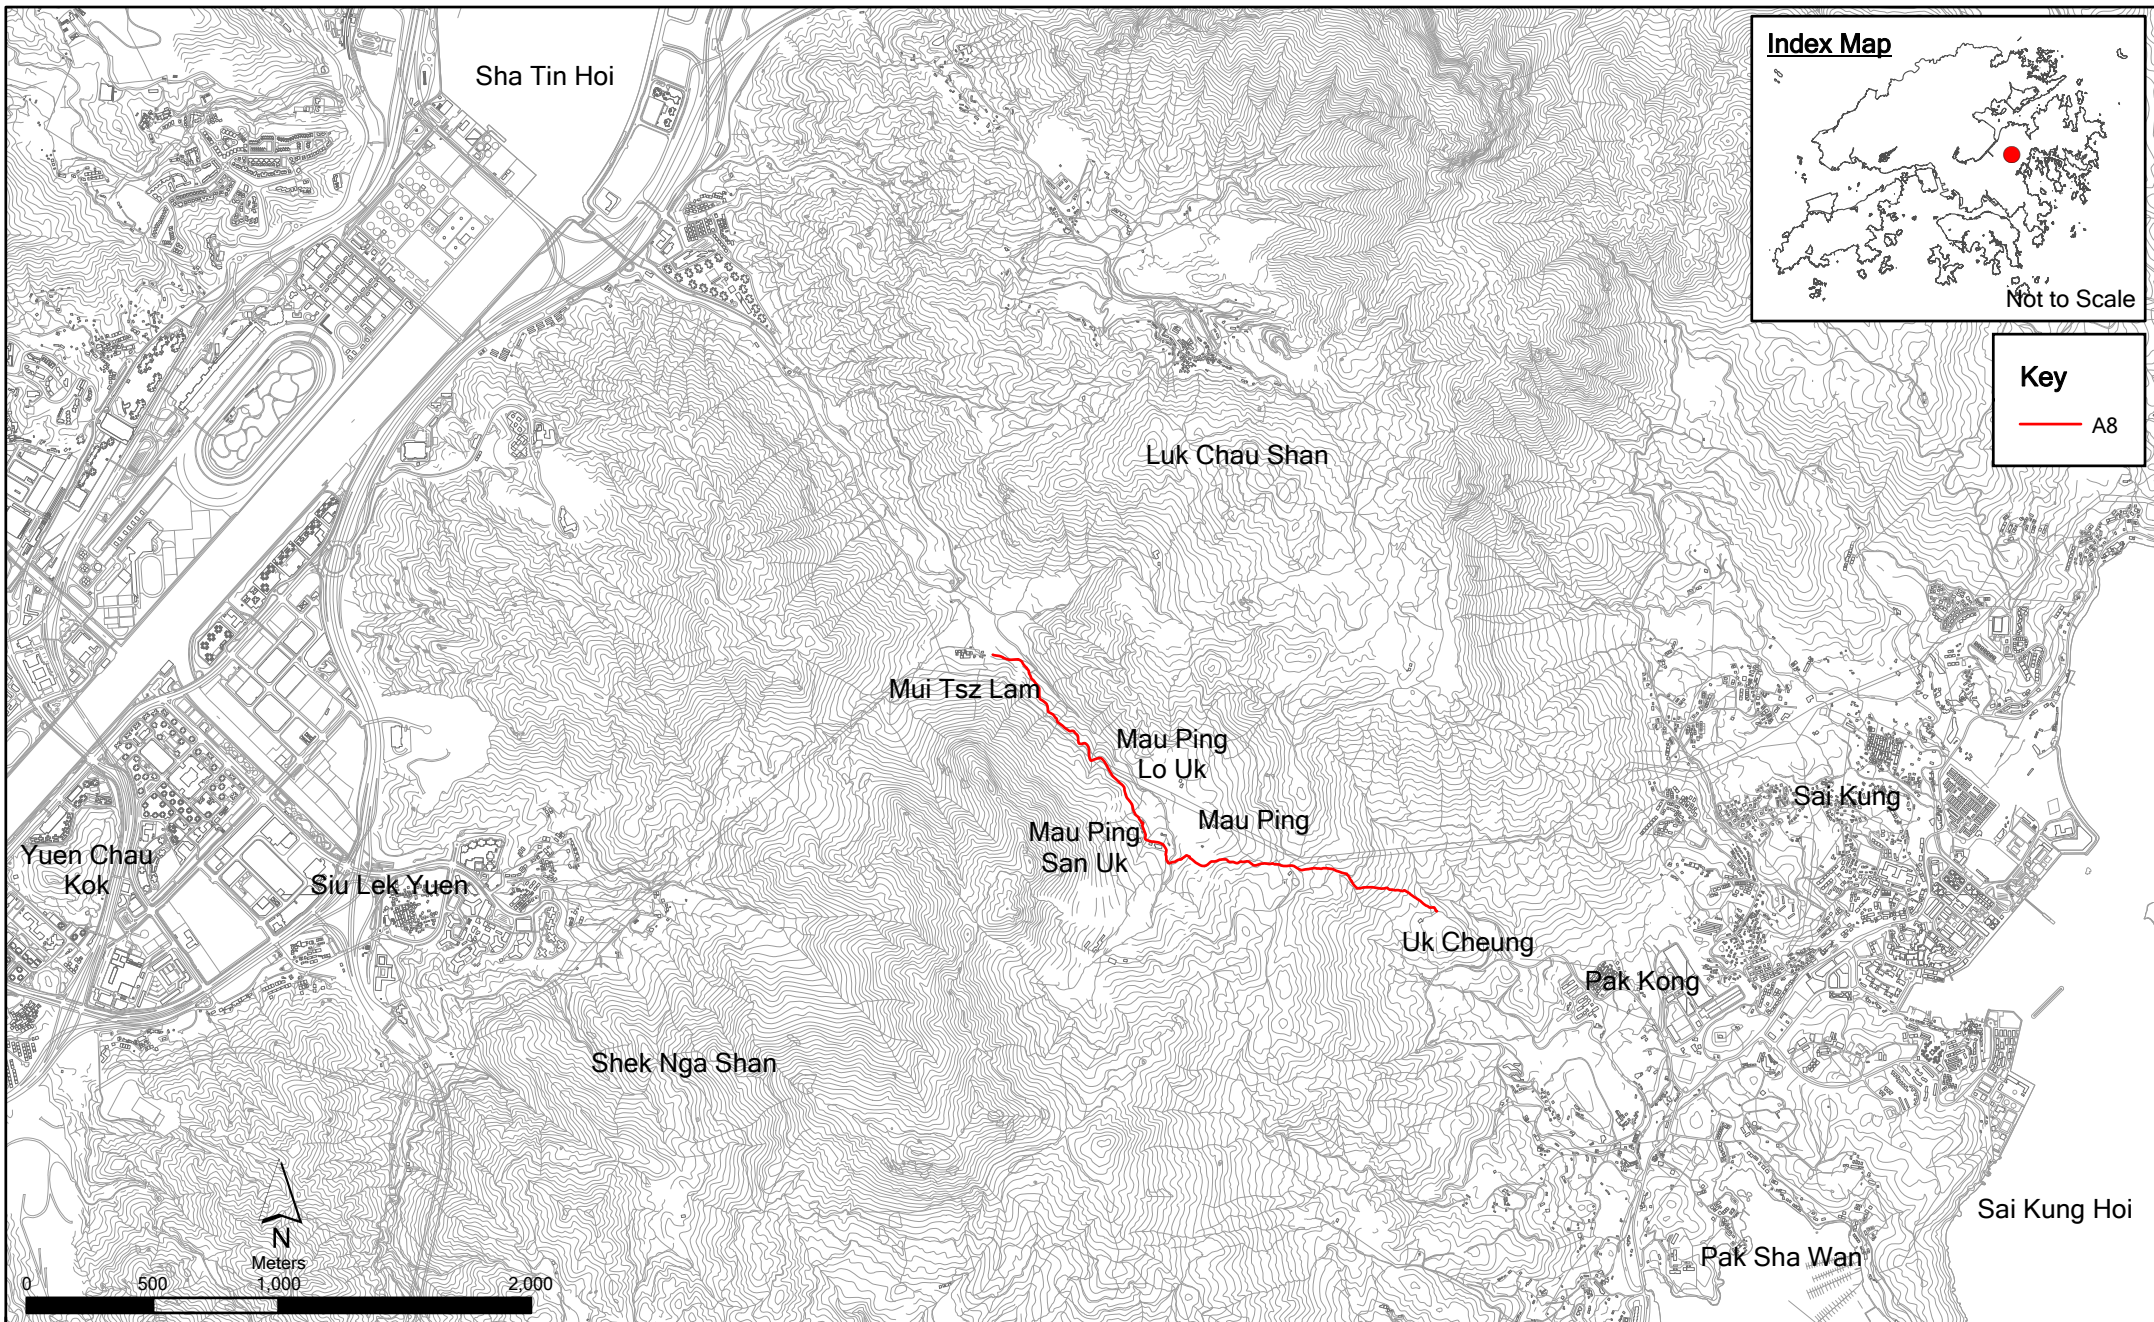 Sha Tin Hoi
Index Map
Not to Scale
Key
A8
Luk Chau Shan
Mui Tsz Lam
Mau Ping
Lo Uk
Mau Ping
Mau Ping
San Uk
Sai Kung
Yuen Chau
Kok
Siu Lek Yuen
Uk Cheung
Pak Kong
Shek Nga Shan
Sai Kung Hoi
Pak Sha Wan
N
Meters
0 500 1,000 2,000